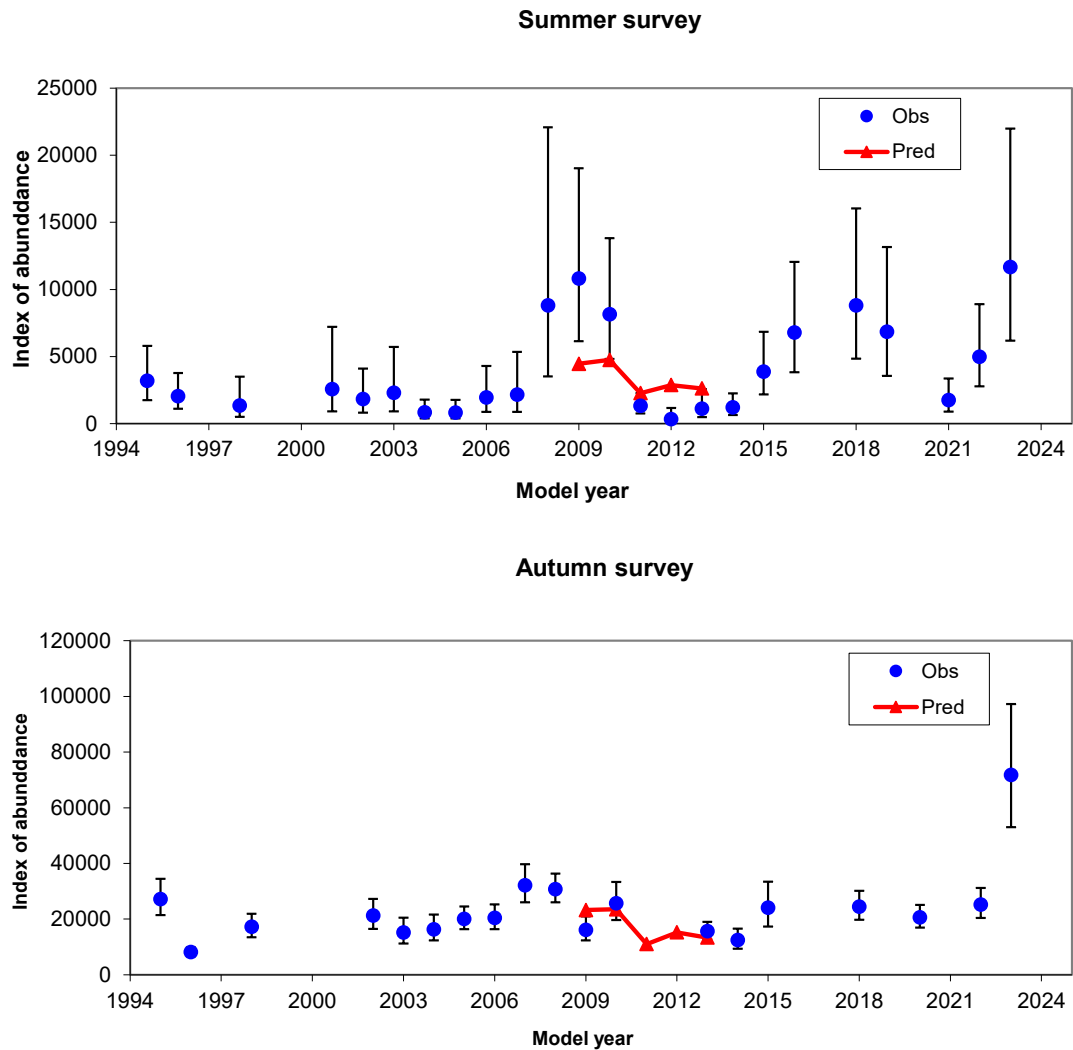 Summer survey
25000
20000
15000
10000
5000
0
Index of abunddance
Obs
Pred
1994 1997 2000 2003 2006 2009 2012 2015 2018 2021 2024
Model year
Autumn survey
120000
100000
80000
60000
40000
20000
0
Index of abunddance
Obs
Pred
1994 1997 2000 2003 2006 2009 2012 2015 2018 2021 2024
Model year